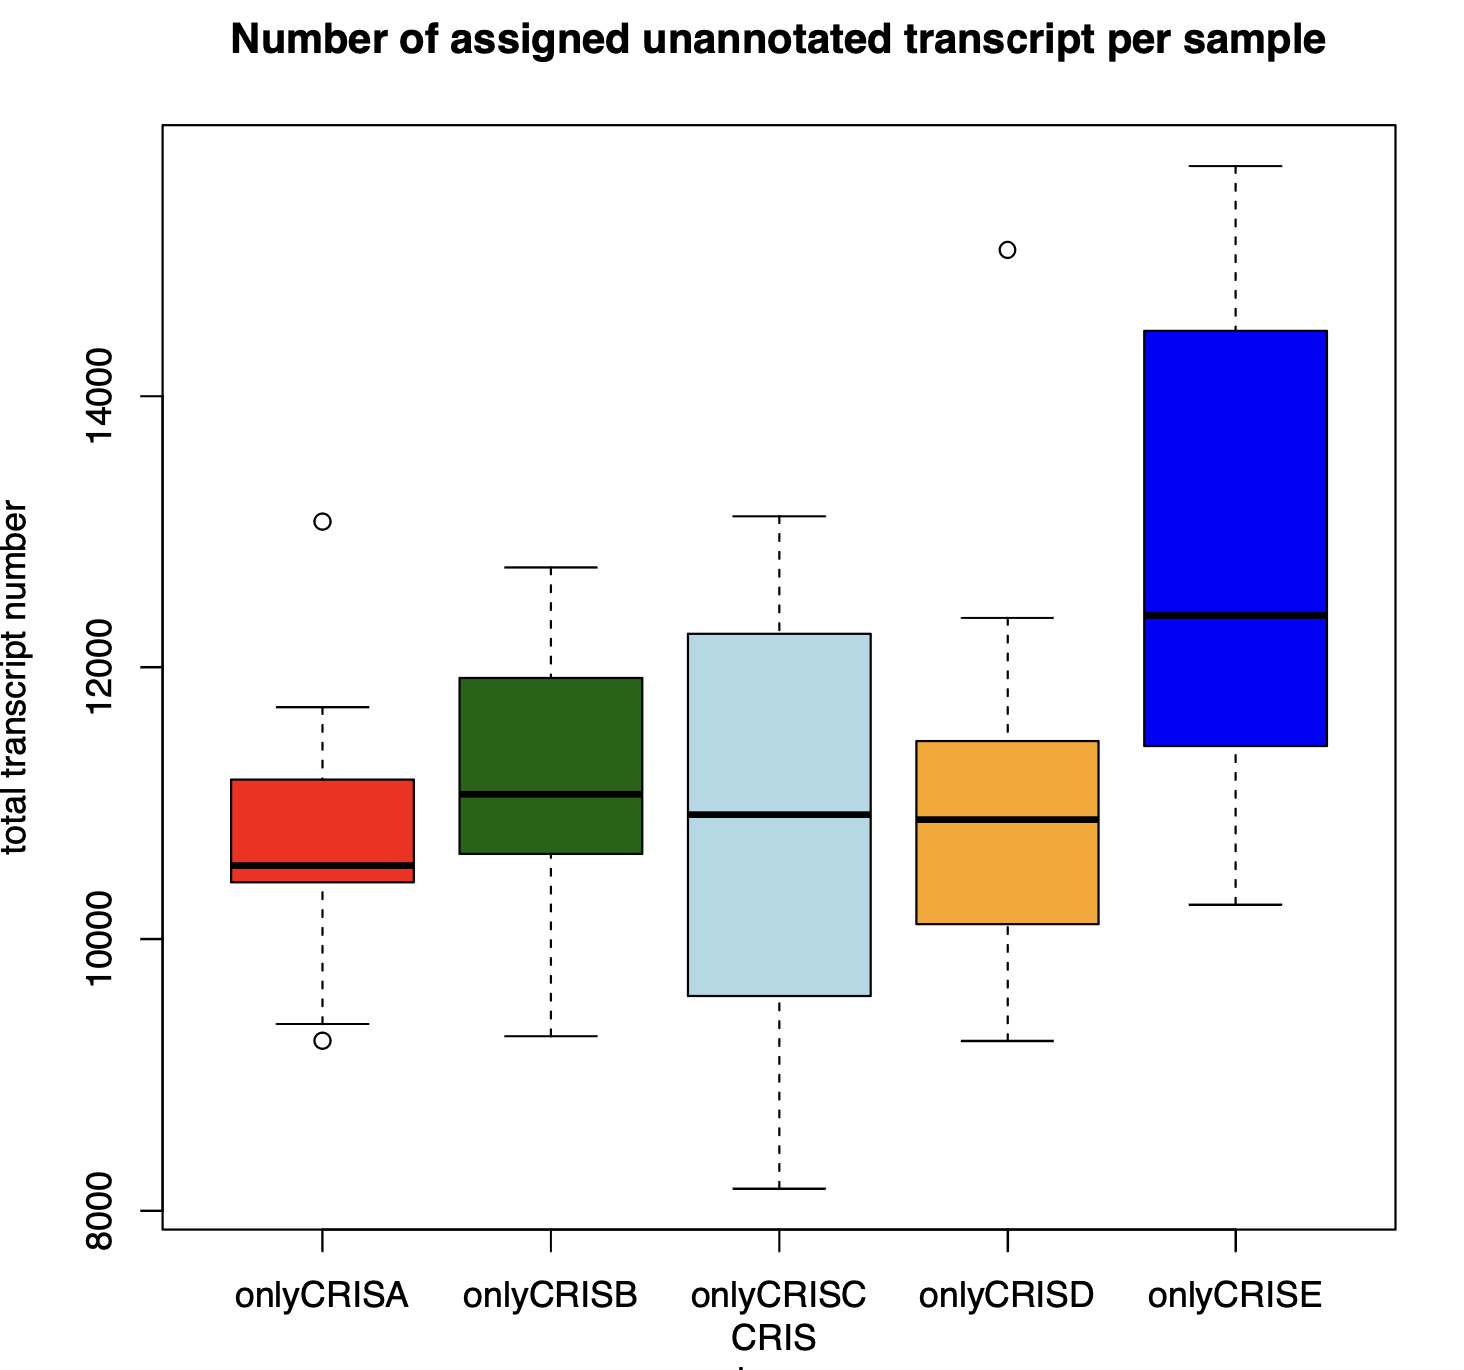 Number of assigned unannotated transcript per sample
total transcript number
14000
12000
10000
8000
onlyCRISA onlyCRISB onlyCRISC onlyCRISD onlyCRISE
CRIS